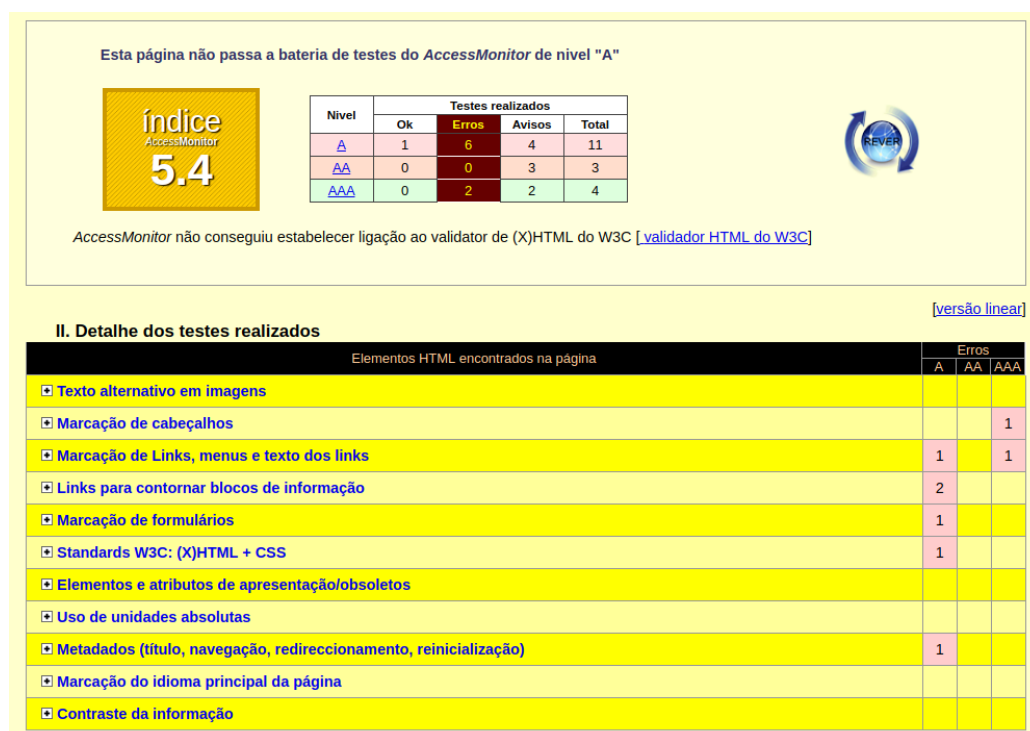 Esta página não passa a bateria de testes do AccessMonitor de nivel "A"
índice
AccessMonitor
5.4
Nivel Testes realizados
Ok Erros Avisos Total
A 1 6 4 11
AA 0 0 3 3
AAA 0 2 2 4
REVER
AccessMonitor não conseguiu estabelecer ligação ao validator de (X)HTML do W3C [ validador HTML do W3C]
[versão linear]
II. Detalhe dos testes realizados
Elementos HTML encontrados na página Erros
A AA AAA
Texto alternativo em imagens
Marcação de cabeçalhos 1
Marcação de Links, menus e texto dos links 1 1
Links para contornar blocos de informação 2
Marcação de formulários 1
Standards W3C: (X)HTML + CSS 1
Elementos e atributos de apresentação/obsoletos
Uso de unidades absolutas
Metadados (título, navegação, redireccionamento, reinicialização) 1
Marcação do idioma principal da página
Contraste da informação